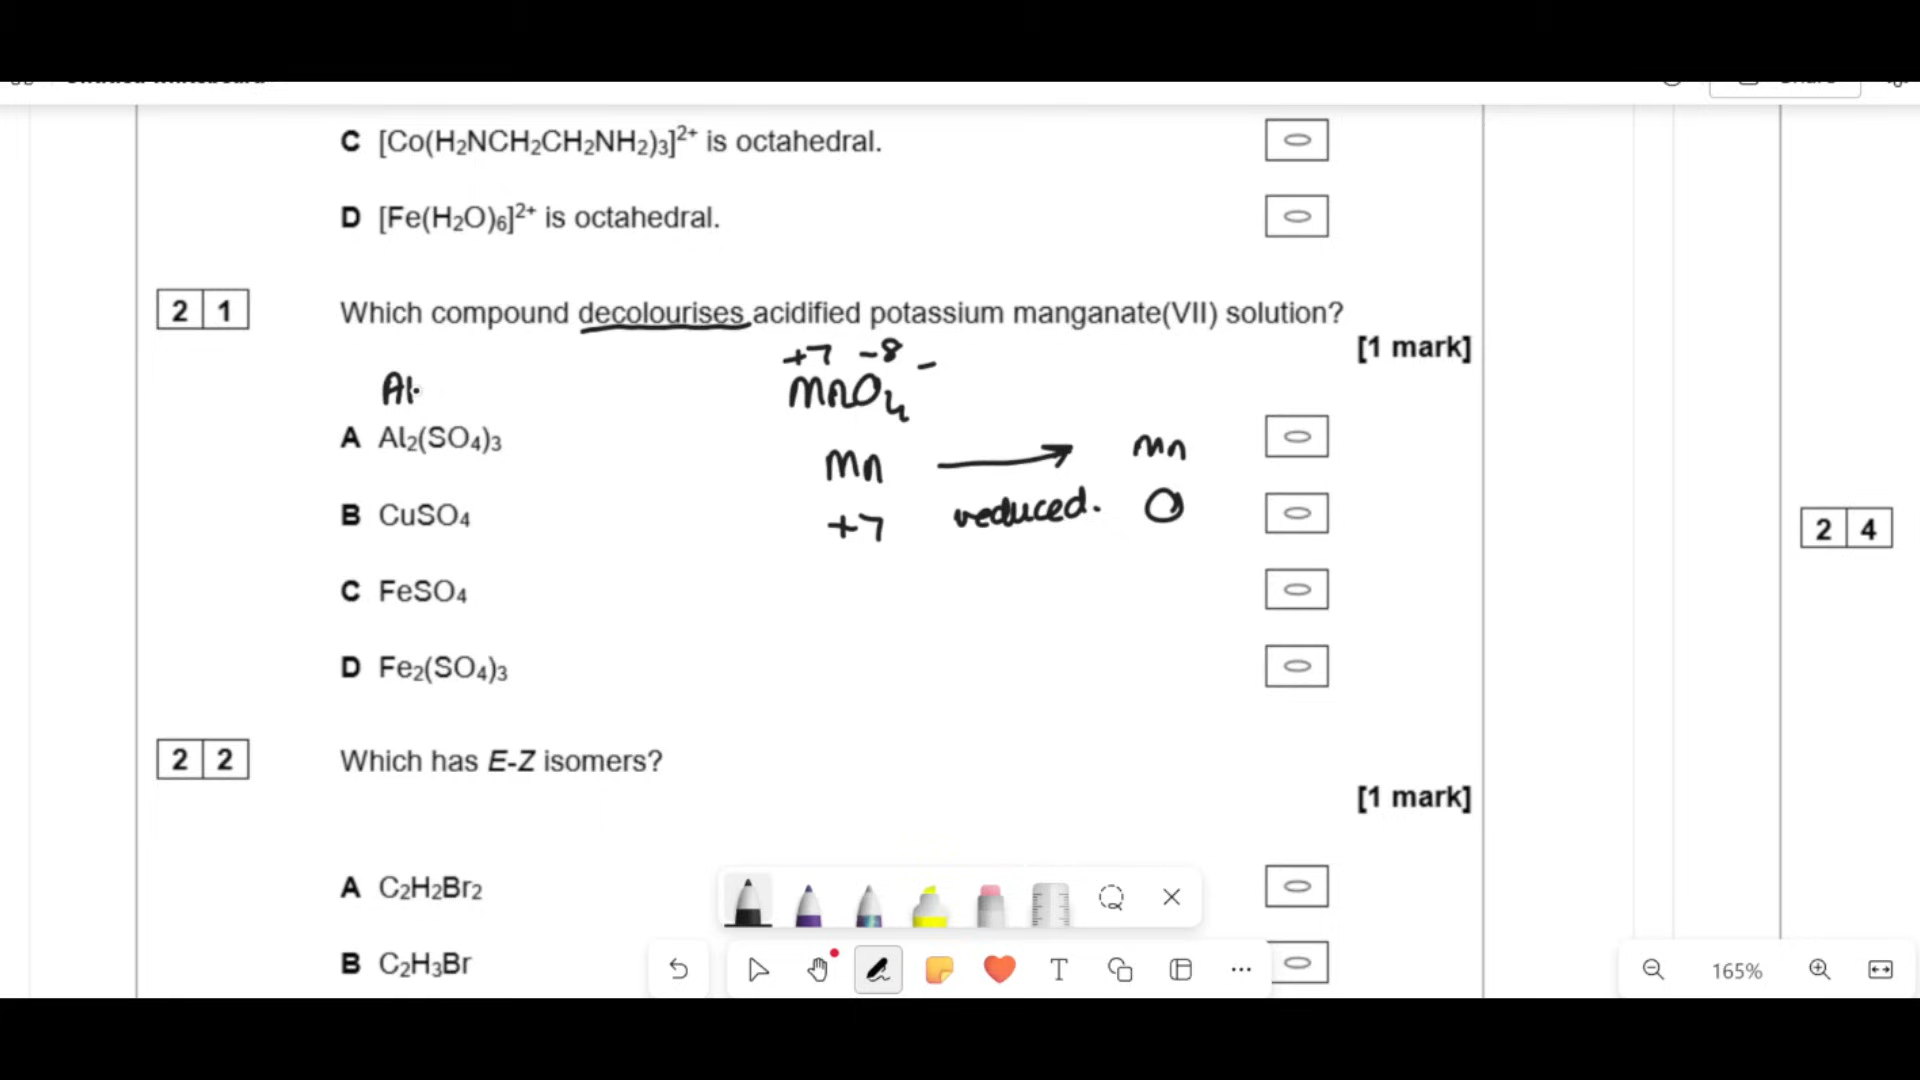 C [Co(H₂NCH₂CH₂NH₂)₃]²⁺ is octahedral.
D [Fe(H₂O)₆]²⁺ is octahedral.
2 1 Which compound decolourises acidified potassium manganate(VII) solution?
[1 mark]
+7 -8 -
MnO₄
Al
A Al₂(SO₄)₃
Mn → Mn
B CuSO₄
+7 reduced. 0
2 4
C FeSO₄
D Fe₂(SO₄)₃
2 2 Which has E-Z isomers?
[1 mark]
A C₂H₂Br₂
B C₂H₃Br
165%